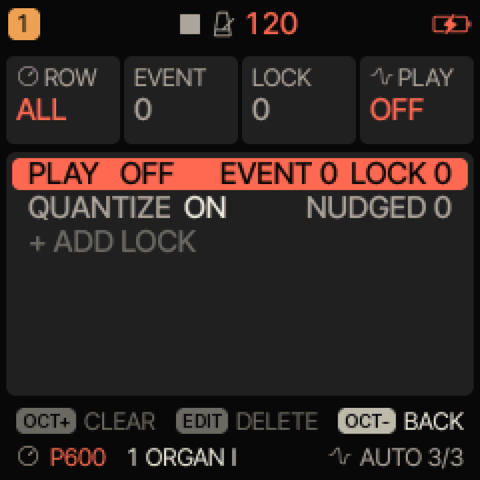 1 120
ROW EVENT LOCK PLAY
ALL 0 0 OFF
PLAY OFF EVENT 0 LOCK 0
QUANTIZE ON NUDGED 0
+ ADD LOCK
OCT+ CLEAR EDIT DELETE OCT- BACK
P600 1 ORGAN I AUTO 3/3